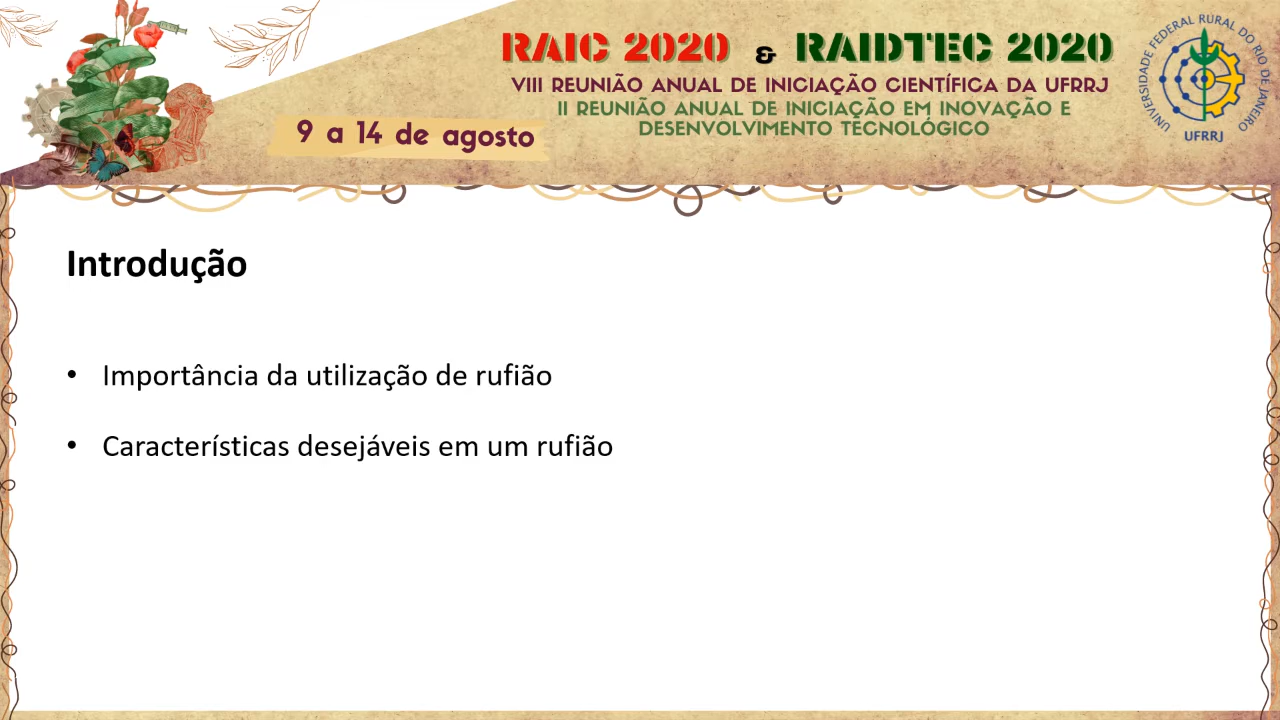 RAIC 2020 & RAIDTEC 2020
VIII REUNIÃO ANUAL DE INICIAÇÃO CIENTÍFICA DA UFRRJ
II REUNIÃO ANUAL DE INICIAÇÃO EM INOVAÇÃO E
DESENVOLVIMENTO TECNOLÓGICO
9 a 14 de agosto
UNIVERSIDADE FEDERAL RURAL DO RIO DE JANEIRO
UFRRJ
Introdução
• Importância da utilização de rufião
• Características desejáveis em um rufião